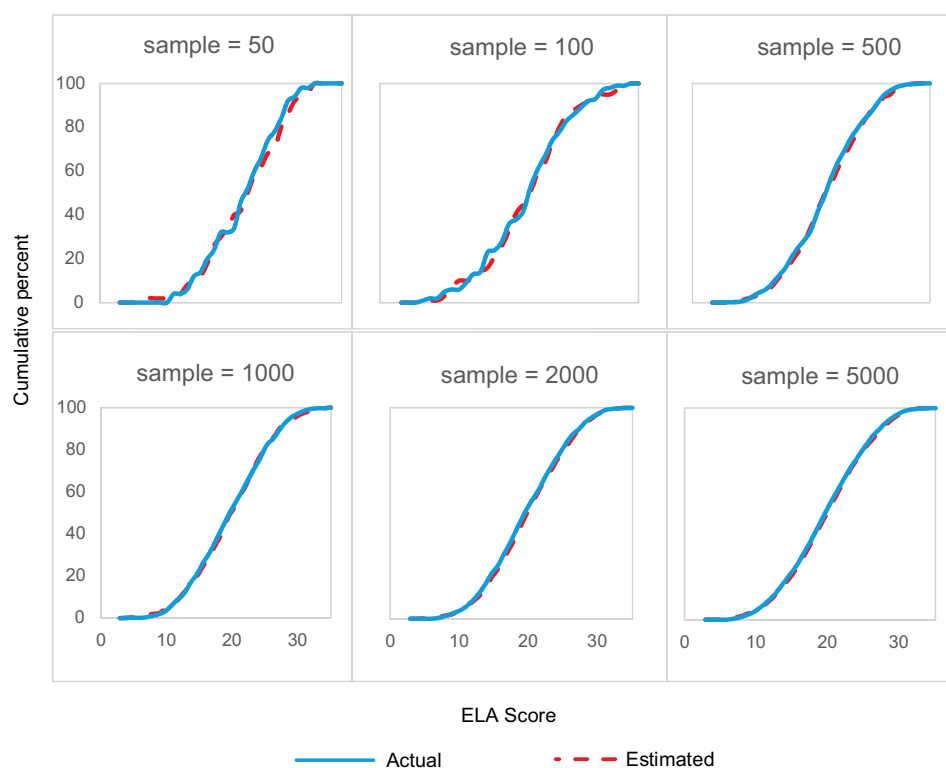 sample = 50
sample = 100
sample = 500
100
80
60
40
20
0
Cumulative percent
sample = 1000
sample = 2000
sample = 5000
100
80
60
40
20
0
0 10 20 30
0 10 20 30
0 10 20 30
ELA Score
Actual
Estimated